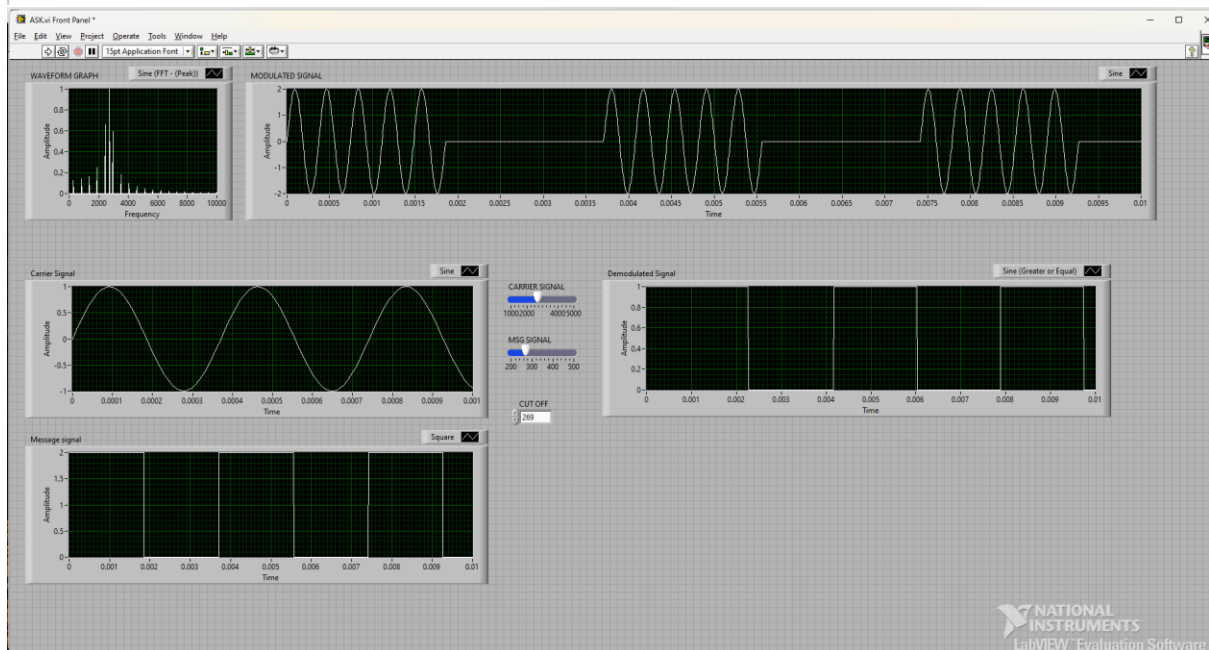 ASK.vi Front Panel *
File Edit View Project Operate Tools Window Help
15pt Application Font
WAVEFORM GRAPH
Sine (FFT - (Peak))
Amplitude
1
0.8
0.6
0.4
0.2
0
0 2000 4000 6000 8000 10000
Frequency
MODULATED SIGNAL
Sine
Amplitude
2
1
0
-1
-2
0 0.0005 0.001 0.0015 0.002 0.0025 0.003 0.0035 0.004 0.0045 0.005 0.0055 0.006 0.0065 0.007 0.0075 0.008 0.0085 0.009 0.0095 0.01
Time
Carrier Signal
Sine
Amplitude
1
0.5
0
-0.5
-1
0 0.0001 0.0002 0.0003 0.0004 0.0005 0.0006 0.0007 0.0008 0.0009 0.001
Time
CARRIER SIGNAL
1000 2000 4000 5000
MSG SIGNAL
200 300 400 500
CUT OFF
269
Demodulated Signal
Sine (Greater or Equal)
Amplitude
1
0.8
0.6
0.4
0.2
0
0 0.001 0.002 0.003 0.004 0.005 0.006 0.007 0.008 0.009 0.01
Time
Message signal
Square
Amplitude
2
1.5
1
0.5
0
0 0.001 0.002 0.003 0.004 0.005 0.006 0.007 0.008 0.009 0.01
Time
NATIONAL
INSTRUMENTS
LabVIEW Evaluation Software